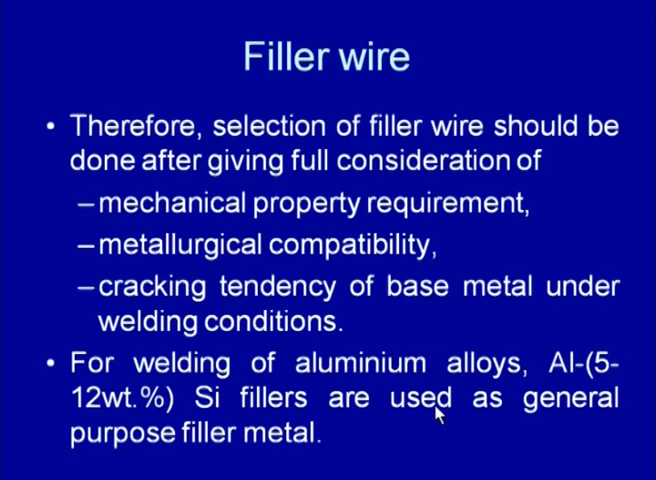 Filler wire
• Therefore, selection of filler wire should be
done after giving full consideration of
–mechanical property requirement,
–metallurgical compatibility,
–cracking tendency of base metal under
welding conditions.
• For welding of aluminium alloys, Al-(5-
12wt.%) Si fillers are used as general
purpose filler metal.